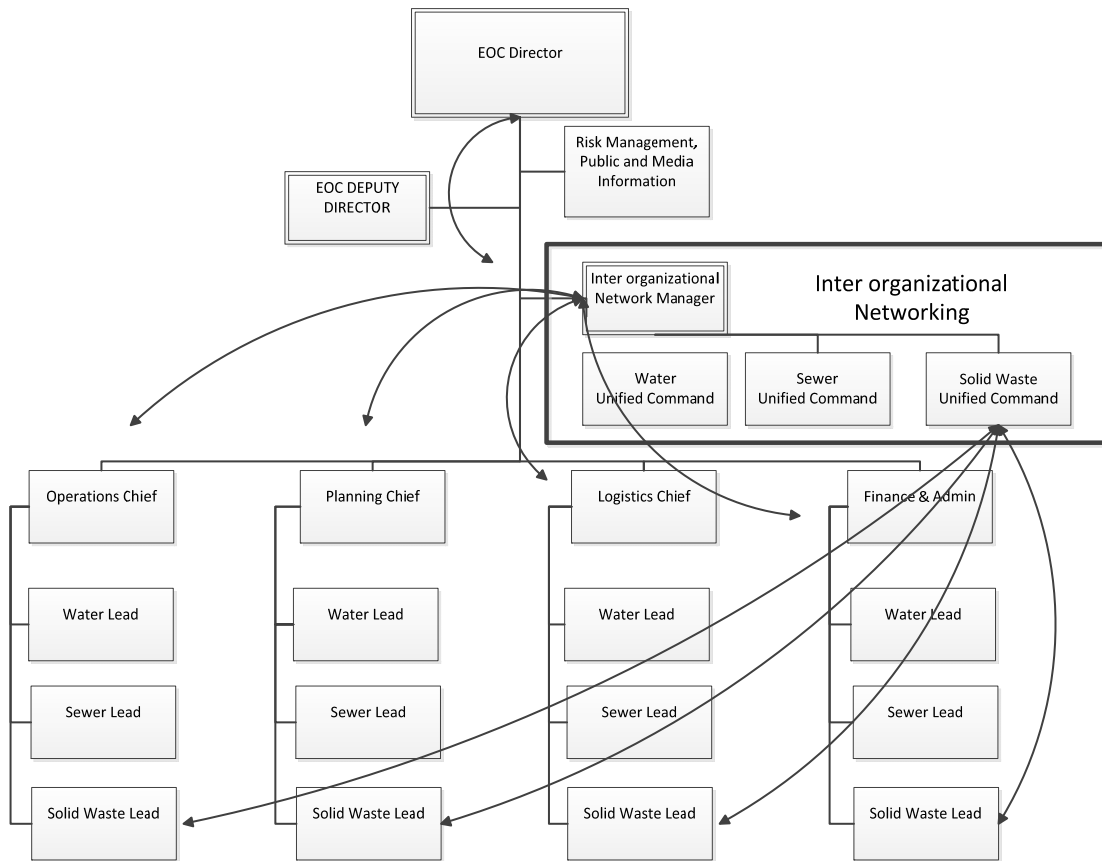 EOC Director
Risk Management,
Public and Media
Information
EOC DEPUTY
DIRECTOR
Inter organizational
Network Manager
Inter organizational
Networking
Water
Unified Command
Sewer
Unified Command
Solid Waste
Unified Command
Operations Chief
Planning Chief
Logistics Chief
Finance & Admin
Water Lead
Water Lead
Water Lead
Water Lead
Sewer Lead
Sewer Lead
Sewer Lead
Sewer Lead
Solid Waste Lead
Solid Waste Lead
Solid Waste Lead
Solid Waste Lead